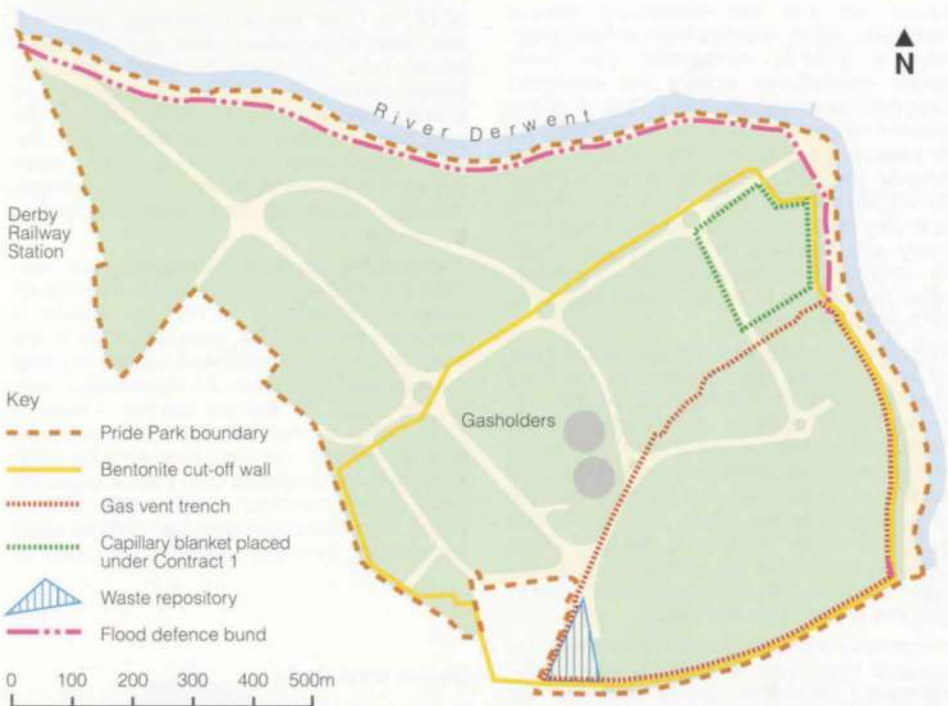 N
River Derwent
Derby
Railway
Station
Gasholders
Key
Pride Park boundary
Bentonite cut-off wall
Gas vent trench
Capillary blanket placed
under Contract 1
Waste repository
Flood defence bund
0 100 200 300 400 500m